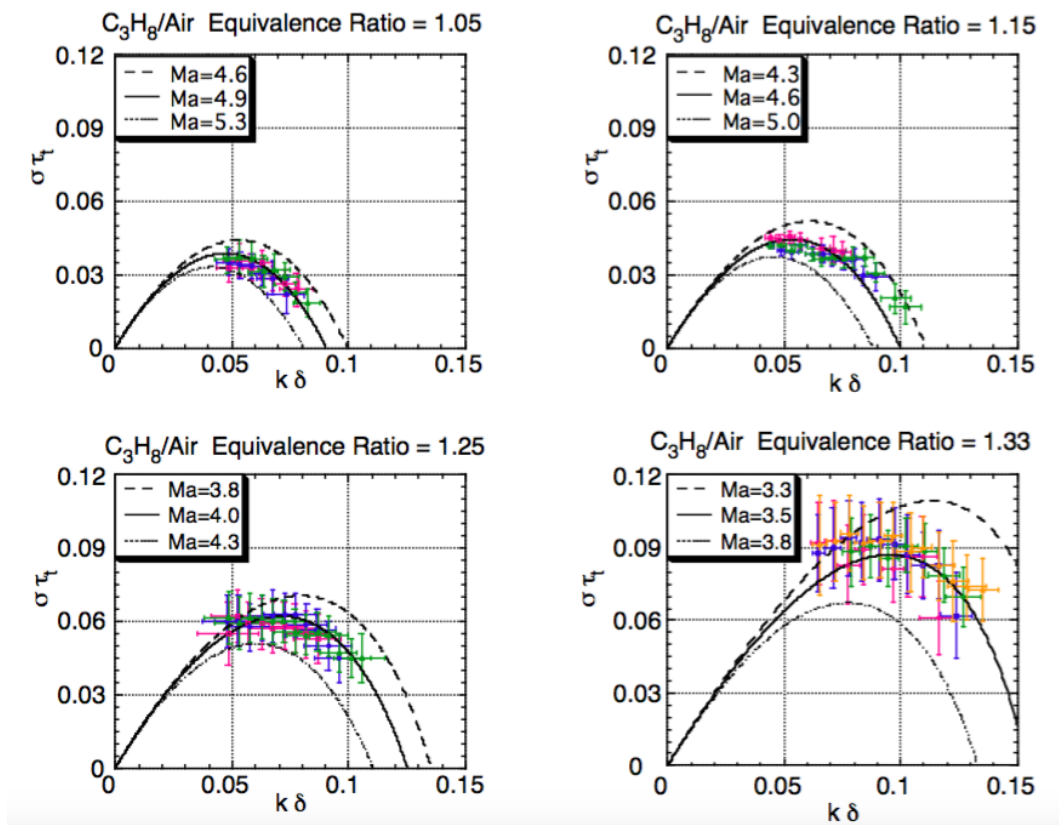 C₃H₈/Air Equivalence Ratio = 1.05
0.12
Ma=4.6
Ma=4.9
Ma=5.3
0.09
στₜ
0.06
0.03
0
0 0.05 0.1 0.15
k δ
C₃H₈/Air Equivalence Ratio = 1.15
0.12
Ma=4.3
Ma=4.6
Ma=5.0
0.09
στₜ
0.06
0.03
0
0 0.05 0.1 0.15
k δ
C₃H₈/Air Equivalence Ratio = 1.25
0.12
Ma=3.8
Ma=4.0
Ma=4.3
0.09
στₜ
0.06
0.03
0
0 0.05 0.1 0.15
k δ
C₃H₈/Air Equivalence Ratio = 1.33
0.12
Ma=3.3
Ma=3.5
Ma=3.8
0.09
στₜ
0.06
0.03
0
0 0.05 0.1 0.15
k δ